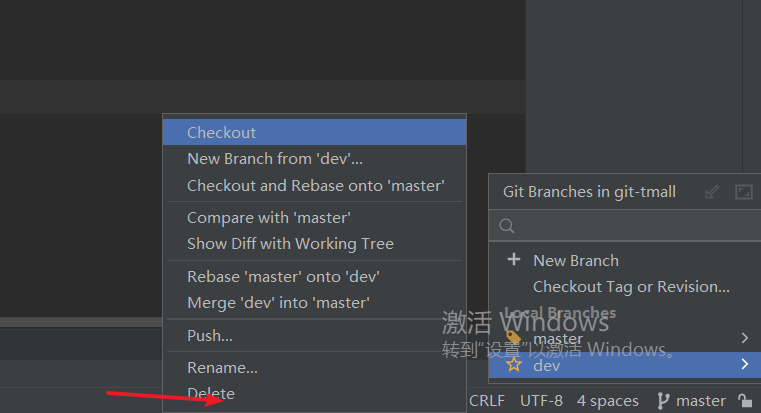 Checkout
New Branch from 'dev'...
Checkout and Rebase onto 'master'
Compare with 'master'
Show Diff with Working Tree
Rebase 'master' onto 'dev'
Merge 'dev' into 'master'
Push...
Rename...
Delete
Git Branches in git-tmall
New Branch
Checkout Tag or Revision...
Local Branches
激活 Windows
master
转到"设置"以激活 Windows。
dev
CRLF UTF-8 4 spaces master